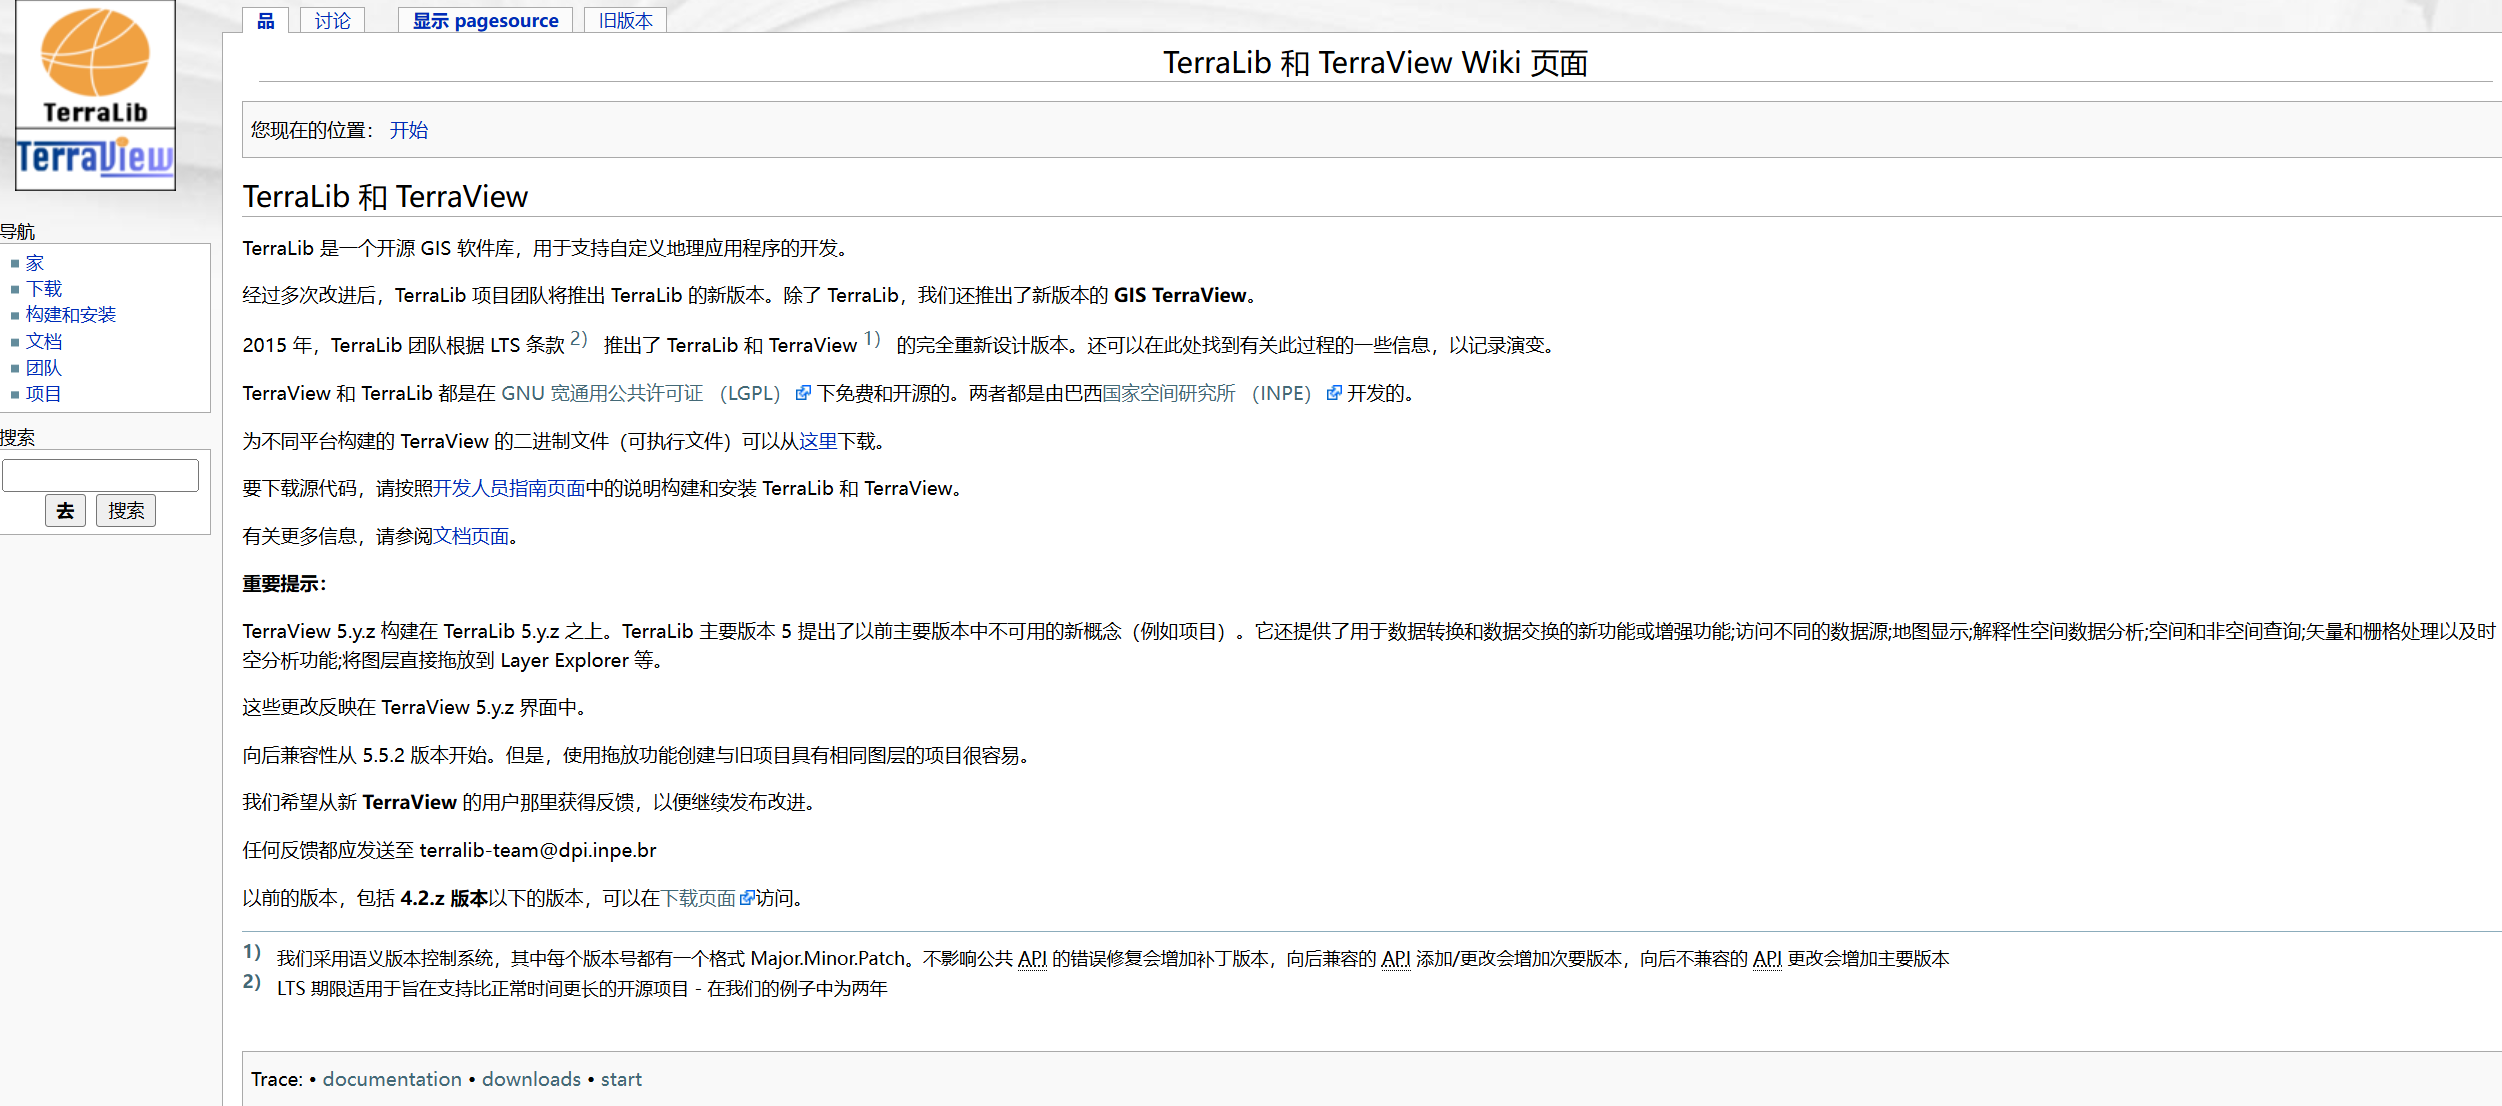 品 讨论 显示 pagesource 旧版本
TerraLib
TerraView
TerraLib 和 TerraView Wiki 页面
您现在的位置： 开始
导航
家
下载
构建和安装
文档
团队
项目
搜索
去 搜索
TerraLib 和 TerraView
TerraLib 是一个开源 GIS 软件库，用于支持自定义地理应用程序的开发。
经过多次改进后，TerraLib 项目团队将推出 TerraLib 的新版本。除了 TerraLib，我们还推出了新版本的 GIS TerraView。
2015 年，TerraLib 团队根据 LTS 条款 2) 推出了 TerraLib 和 TerraView 1) 的完全重新设计版本。还可以在此处找到有关此过程的一些信息，以记录演变。
TerraView 和 TerraLib 都是在 GNU 宽通用公共许可证 （LGPL） 下免费和开源的。两者都是由巴西国家空间研究所 （INPE） 开发的。
为不同平台构建的 TerraView 的二进制文件（可执行文件）可以从这里下载。
要下载源代码，请按照开发人员指南页面中的说明构建和安装 TerraLib 和 TerraView。
有关更多信息，请参阅文档页面。
重要提示：
TerraView 5.y.z 构建在 TerraLib 5.y.z 之上。TerraLib 主要版本 5 提出了以前主要版本中不可用的新概念（例如项目）。它还提供了用于数据转换和数据交换的新功能或增强功能;访问不同的数据源;地图显示;解释性空间数据分析;空间和非空间查询;矢量和栅格处理以及时
空分析功能;将图层直接拖放到 Layer Explorer 等。
这些更改反映在 TerraView 5.y.z 界面中。
向后兼容性从 5.5.2 版本开始。但是，使用拖放功能创建与旧项目具有相同图层的项目很容易。
我们希望从新 TerraView 的用户那里获得反馈，以便继续发布改进。
任何反馈都应发送至 terralib-team@dpi.inpe.br
以前的版本，包括 4.2.z 版本以下的版本，可以在下载页面访问。
1) 我们采用语义版本控制系统，其中每个版本号都有一个格式 Major.Minor.Patch。不影响公共 API 的错误修复会增加补丁版本，向后兼容的 API 添加/更改会增加次要版本，向后不兼容的 API 更改会增加主要版本
2) LTS 期限适用于旨在支持比正常时间更长的开源项目 - 在我们的例子中为两年
Trace: • documentation • downloads • start